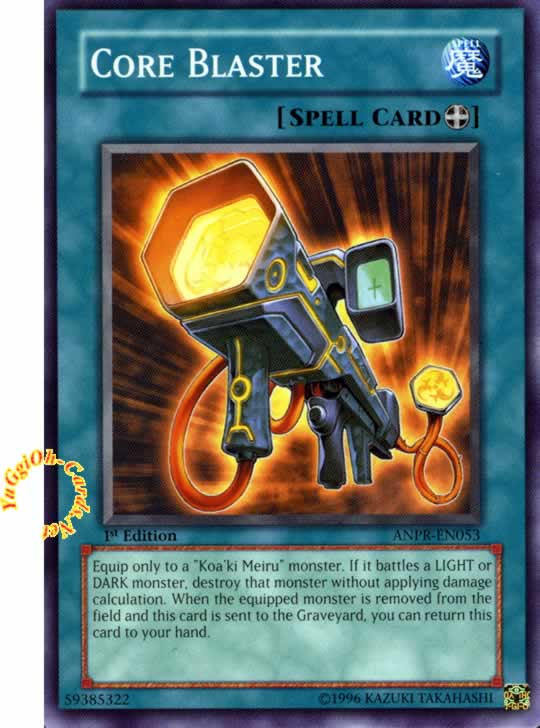 CORE BLASTER
魔
[SPELL CARD]
1st Edition
ANPR-EN053
Equip only to a "Koa'ki Meiru" monster. If it battles a LIGHT or
DARK monster, destroy that monster without applying damage
calculation. When the equipped monster is removed from the
field and this card is sent to the Graveyard, you can return this
card to your hand.
59385322
©1996 KAZUKI TAKAHASHI
YuGgiOh-Cards.Net